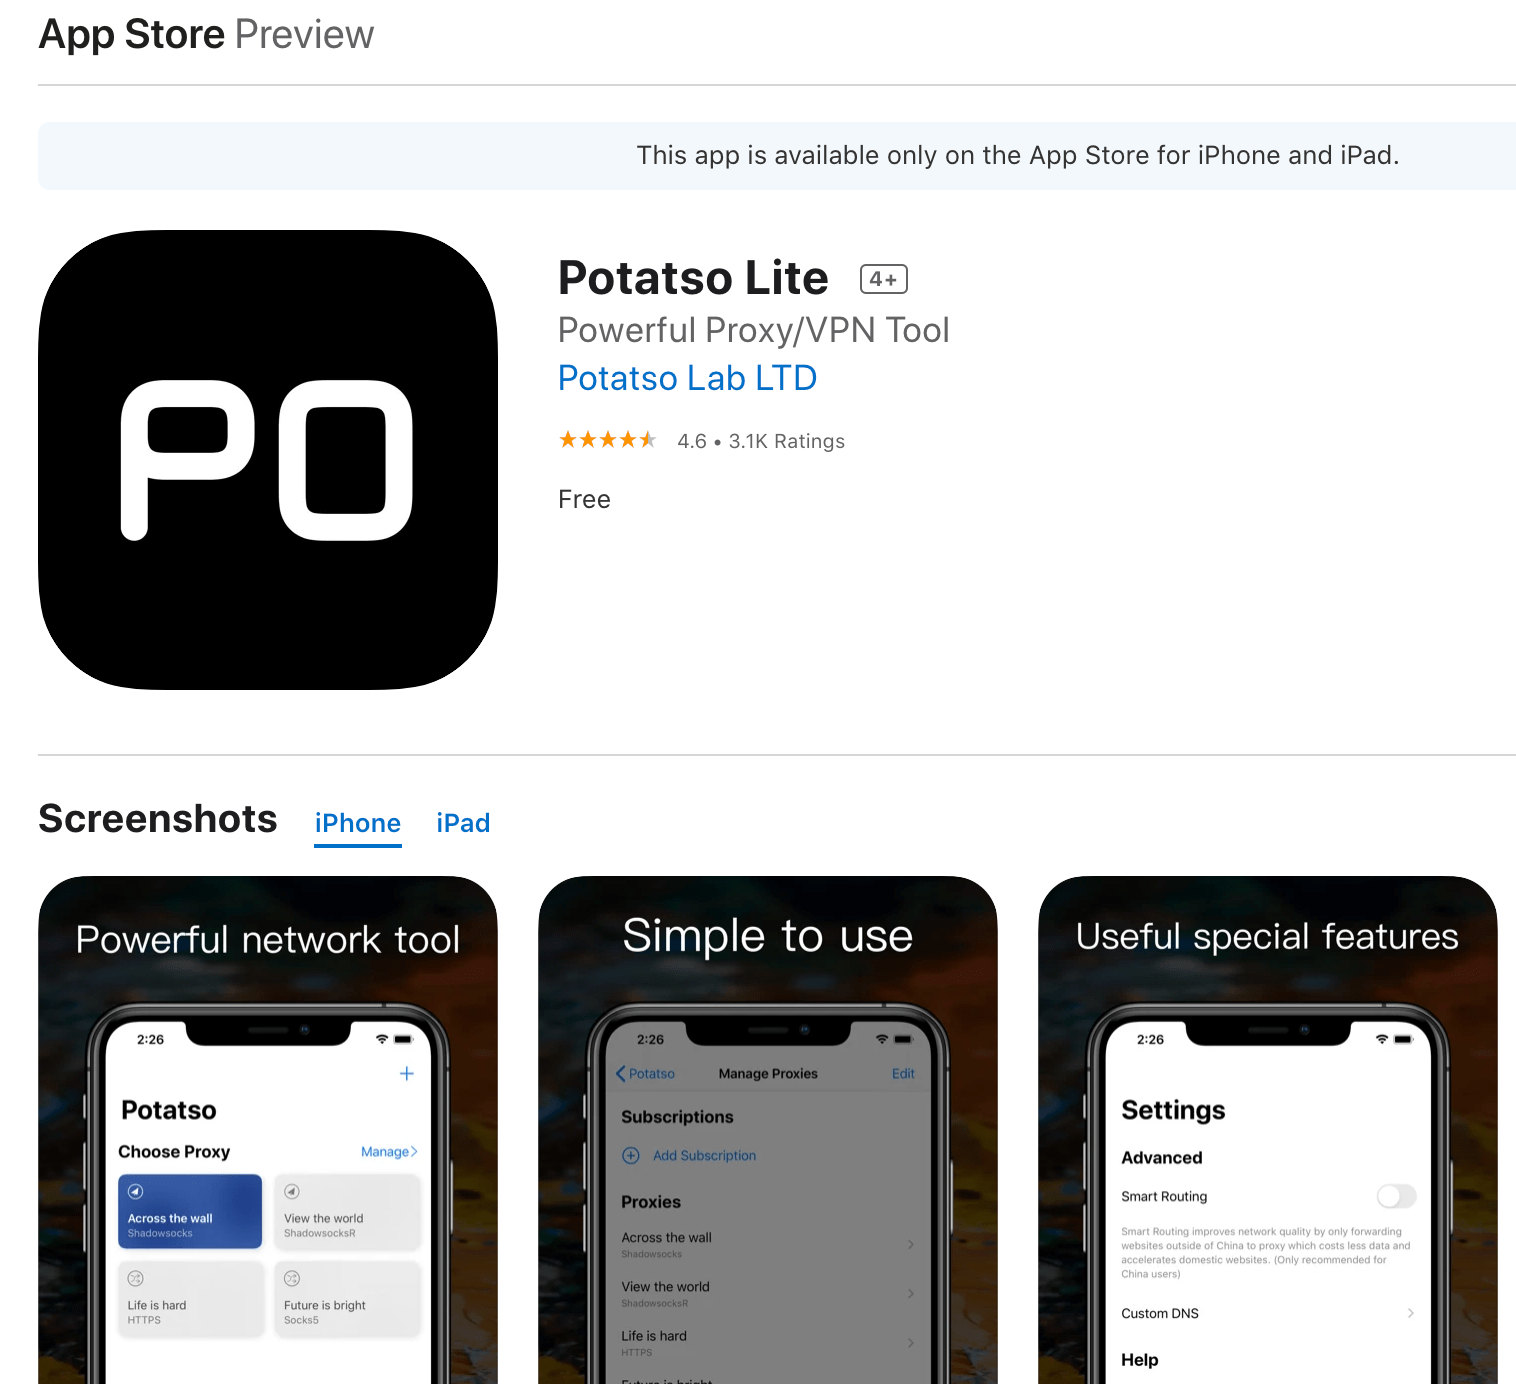 App Store Preview
This app is available only on the App Store for iPhone and iPad.
PO
Potatso Lite 4+
Powerful Proxy/VPN Tool
Potatso Lab LTD
4.6 • 3.1K Ratings
Free
Screenshots iPhone iPad
Powerful network tool
2:26
Potatso
Choose Proxy Manage
Across the wall
Shadowsocks
View the world
ShadowsocksR
Life is hard
HTTPS
Future is bright
Socks5
Simple to use
2:26
Potatso Manage Proxies Edit
Subscriptions
Add Subscription
Proxies
Across the wall
Shadowsocks
View the world
ShadowsocksR
Life is hard
HTTPS
Future is bright
Useful special features
2:26
Settings
Advanced
Smart Routing
Smart Routing improves network quality by only forwarding
websites outside of China to proxy which costs less data and
accelerates domestic websites. (Only recommended for
China users)
Custom DNS
Help